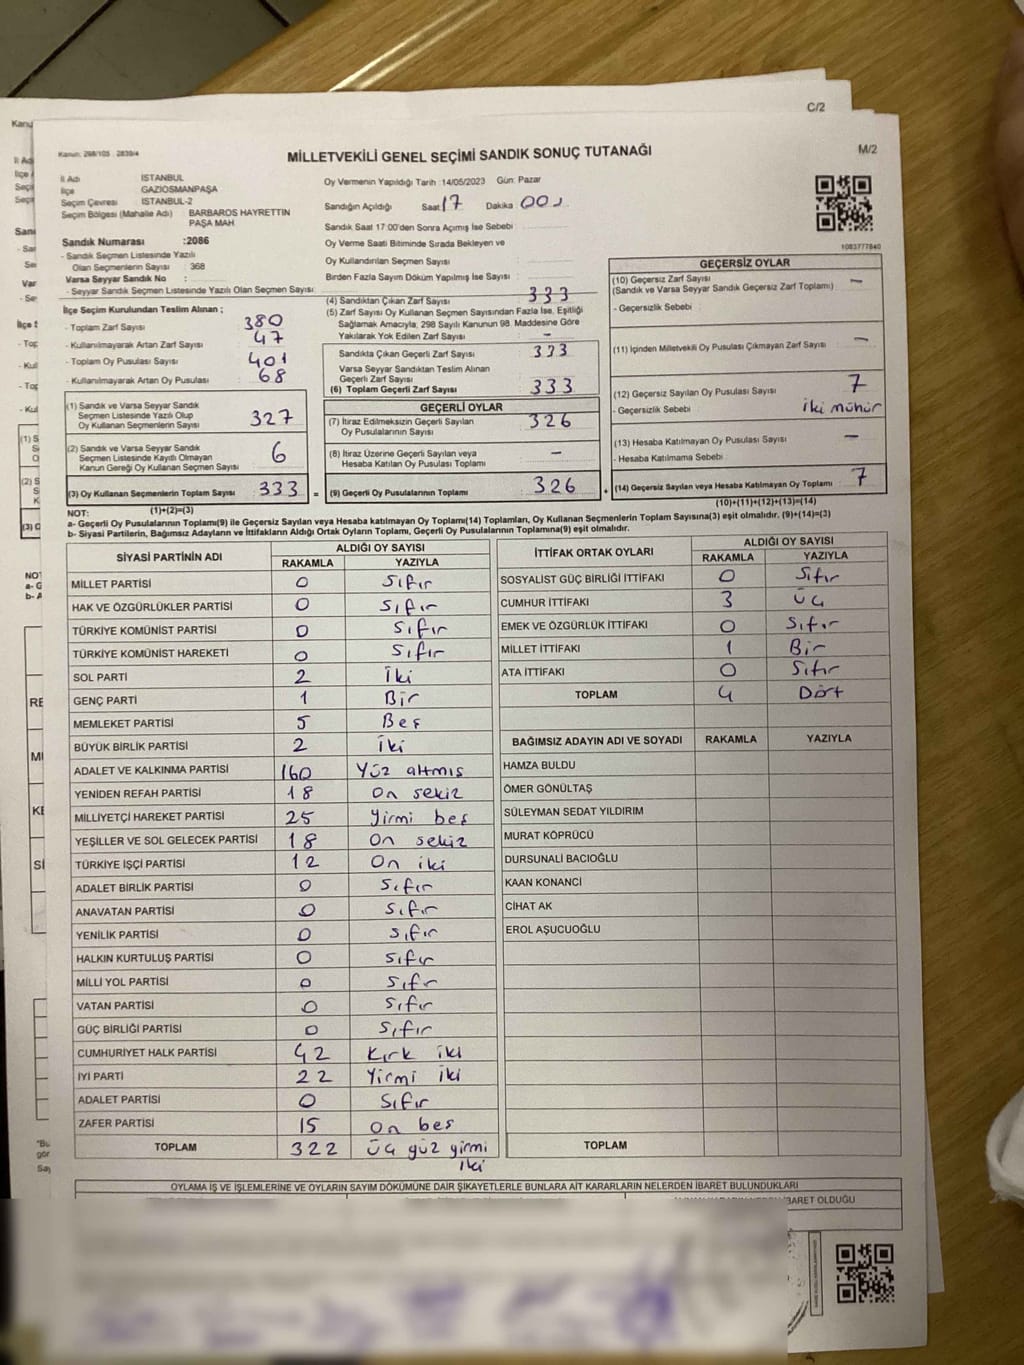 C/2
Kanu
Kanun: 298/105 2839/4
MİLLETVEKİLİ GENEL SEÇİMİ SANDIK SONUÇ TUTANAĞI
M/2
İl Adı İSTANBUL
İlçe GAZİOSMANPAŞA
Seçim Çevresi İSTANBUL-2
Seçim Bölgesi (Mahalle Adı) : BARBAROS HAYRETTİN PAŞA MAH
Sandık Numarası :2086
- Sandık Seçmen Listesinde Yazılı
Olan Seçmenlerin Sayısı : 368
Varsa Seyyar Sandık No :
- Seyyar Sandık Seçmen Listesinde Yazılı Olan Seçmen Sayısı:
Oy Vermenin Yapıldığı Tarih :14/05/2023 Gün: Pazar
Sandığın Açıldığı Saat 17 Dakika 00
Sandık Saat 17:00'den Sonra Açımış İse Sebebi
Oy Verme Saati Bitiminde Sırada Bekleyen ve
Oy Kullandırılan Seçmen Sayısı :
Birden Fazla Sayım Döküm Yapılmış İse Sayısı :
1083777840
İlçe Seçim Kurulundan Teslim Alınan ;
- Toplam Zarf Sayısı : 380
- Kullanılmayarak Artan Zarf Sayısı : 47
- Toplam Oy Pusulası Sayısı : 401
- Kullanılmayarak Artan Oy Pusulası : 68
(1) Sandık ve Varsa Seyyar Sandık
Seçmen Listesinde Yazılı Olup
Oy Kullanan Seçmenlerin Sayısı : 327
(2) Sandık ve Varsa Seyyar Sandık
Seçmen Listesinde Kayıtlı Olmayan
Kanun Gereği Oy Kullanan Seçmen Sayısı : 6
(3) Oy Kullanan Seçmenlerin Toplam Sayısı : 333 =
(1)+(2)=(3)
(4) Sandıktan Çıkan Zarf Sayısı : 333
(5) Zarf Sayısı Oy Kullanan Seçmen Sayısından Fazla İse, Eşitliği
Sağlamak Amacıyla, 298 Sayılı Kanunun 98. Maddesine Göre
Yakılarak Yok Edilen Zarf Sayısı : -
Sandıkta Çıkan Geçerli Zarf Sayısı : 333
Varsa Seyyar Sandıktan Teslim Alınan
Geçerli Zarf Sayısı :
(6) Toplam Geçerli Zarf Sayısı : 333
GEÇERLİ OYLAR
(7) İtiraz Edilmeksizin Geçerli Sayılan
Oy Pusulalarının Sayısı : 326
(8) İtiraz Üzerine Geçerli Sayılan veya
Hesaba Katılan Oy Pusulası Toplamı : -
(9) Geçerli Oy Pusulalarının Toplamı : 326 +
GEÇERSİZ OYLAR
(10) Geçersiz Zarf Sayısı : -
(Sandık ve Varsa Seyyar Sandık Geçersiz Zarf Toplamı)
- Geçersizlik Sebebi :
(11) İçinden Milletvekili Oy Pusulası Çıkmayan Zarf Sayısı : -
(12) Geçersiz Sayılan Oy Pusulası Sayısı : 7
- Geçersizlik Sebebi : iki mühür
(13) Hesaba Katılmayan Oy Pusulası Sayısı : -
- Hesaba Katılmama Sebebi :
(14) Geçersiz Sayılan veya Hesaba Katılmayan Oy Toplamı : 7
(10)+(11)+(12)+(13)=(14)
NOT:
a- Geçerli Oy Pusulalarının Toplamı(9) ile Geçersiz Sayılan veya Hesaba katılmayan Oy Toplamı(14) Toplamları, Oy Kullanan Seçmenlerin Toplam Sayısına(3) eşit olmalıdır. (9)+(14)=(3)
b- Siyasi Partilerin, Bağımsız Adayların ve İttifakların Aldığı Ortak Oyların Toplamı, Geçerli Oy Pusulalarının Toplamına(9) eşit olmalıdır.
SİYASİ PARTİNİN ADI ALDIĞI OY SAYISI
RAKAMLA YAZIYLA
MİLLET PARTİSİ 0 Sıfır
HAK VE ÖZGÜRLÜKLER PARTİSİ 0 Sıfır
TÜRKİYE KOMÜNİST PARTİSİ 0 Sıfır
TÜRKİYE KOMÜNİST HAREKETİ 0 Sıfır
SOL PARTİ 2 iki
GENÇ PARTİ 1 Bir
MEMLEKET PARTİSİ 5 Beş
BÜYÜK BİRLİK PARTİSİ 2 iki
ADALET VE KALKINMA PARTİSİ 160 Yüz altmış
YENİDEN REFAH PARTİSİ 18 On sekiz
MİLLİYETÇİ HAREKET PARTİSİ 25 Yirmi beş
YEŞİLLER VE SOL GELECEK PARTİSİ 18 On sekiz
TÜRKİYE İŞÇİ PARTİSİ 12 On iki
ADALET BİRLİK PARTİSİ 0 Sıfır
ANAVATAN PARTİSİ 0 Sıfır
YENİLİK PARTİSİ 0 Sıfır
HALKIN KURTULUŞ PARTİSİ 0 Sıfır
MİLLİ YOL PARTİSİ 0 Sıfır
VATAN PARTİSİ 0 Sıfır
GÜÇ BİRLİĞİ PARTİSİ 0 Sıfır
CUMHURİYET HALK PARTİSİ 42 Kırk iki
İYİ PARTİ 22 Yirmi iki
ADALET PARTİSİ 0 Sıfır
ZAFER PARTİSİ 15 On beş
TOPLAM 322 Üç yüz yirmi
iki
İTTİFAK ORTAK OYLARI ALDIĞI OY SAYISI
RAKAMLA YAZIYLA
SOSYALİST GÜÇ BİRLİĞİ İTTİFAKI 0 Sıfır
CUMHUR İTTİFAKI 3 Üç
EMEK VE ÖZGÜRLÜK İTTİFAKI 0 Sıfır
MİLLET İTTİFAKI 1 Bir
ATA İTTİFAKI 0 Sıfır
TOPLAM 4 Dört
BAĞIMSIZ ADAYIN ADI VE SOYADI RAKAMLA YAZIYLA
HAMZA BULDU
ÖMER GÖNÜLTAŞ
SÜLEYMAN SEDAT YILDIRIM
MURAT KÖPRÜCÜ
DURSUNALİ BACIOĞLU
KAAN KONANCİ
CİHAT AK
EROL AŞUCUOĞLU
TOPLAM
OYLAMA İŞ VE İŞLEMLERİNE VE OYLARIN SAYIM DÖKÜMÜNE DAİR ŞİKAYETLERLE BUNLARA AİT KARARLARIN NELERDEN İBARET BULUNDUKLARI
İBARET OLDUĞU